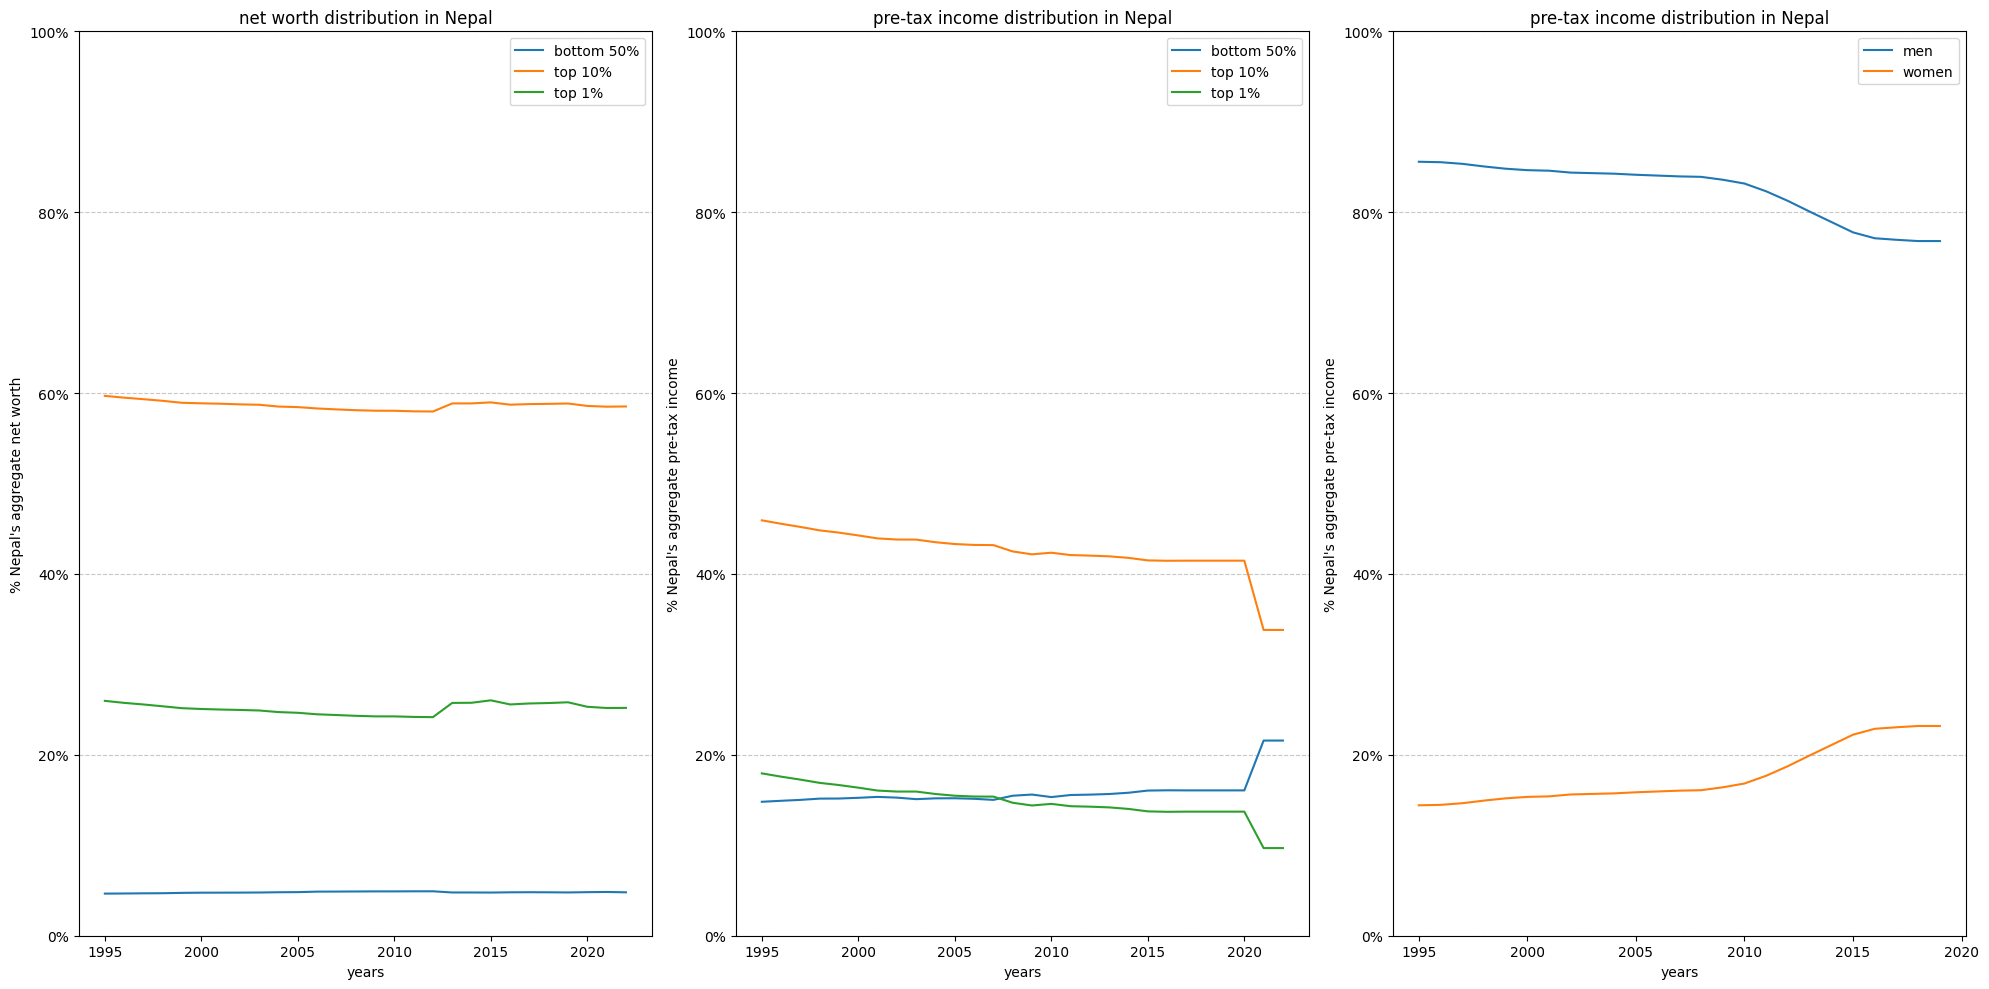 net worth distribution in Nepal
% Nepal's aggregate net worth
100%
80%
60%
40%
20%
0%
bottom 50%
top 10%
top 1%
1995
2000
2005
2010
2015
2020
years
pre-tax income distribution in Nepal
% Nepal's aggregate pre-tax income
100%
80%
60%
40%
20%
0%
bottom 50%
top 10%
top 1%
1995
2000
2005
2010
2015
2020
years
pre-tax income distribution in Nepal
% Nepal's aggregate pre-tax income
100%
80%
60%
40%
20%
0%
men
women
1995
2000
2005
2010
2015
2020
years